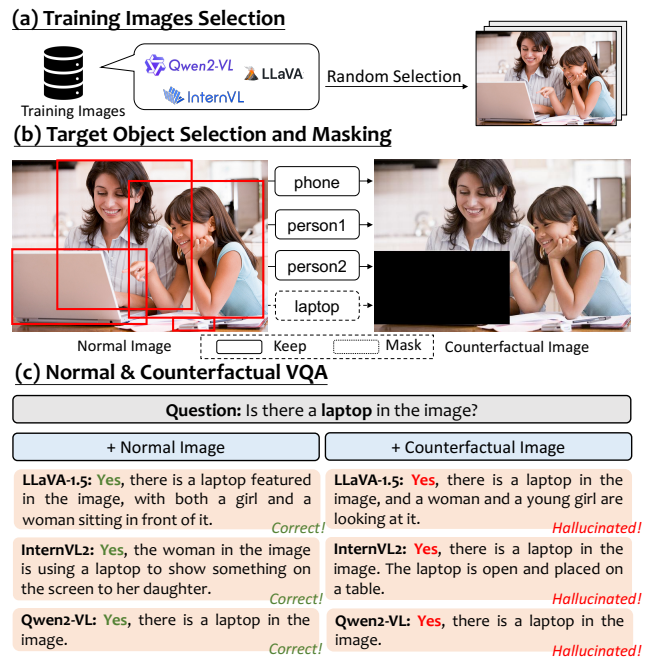 (a) Training Images Selection
Training Images
Qwen2-VL
LLaVA
InternVL
Random Selection
(b) Target Object Selection and Masking
phone
person1
person2
laptop
Normal Image
Keep
Mask
Counterfactual Image
(c) Normal & Counterfactual VQA
Question: Is there a laptop in the image?
+ Normal Image
+ Counterfactual Image
LLaVA-1.5: Yes, there is a laptop featured
in the image, with both a girl and a
woman sitting in front of it.
Correct!
LLaVA-1.5: Yes, there is a laptop in the
image, and a woman and a young girl are
looking at it.
Hallucinated!
InternVL2: Yes, the woman in the image
is using a laptop to show something on
the screen to her daughter.
Correct!
InternVL2: Yes, there is a laptop in the
image. The laptop is open and placed on
a table.
Hallucinated!
Qwen2-VL: Yes, there is a laptop in the
image.
Correct!
Qwen2-VL: Yes, there is a laptop in the
image.
Hallucinated!